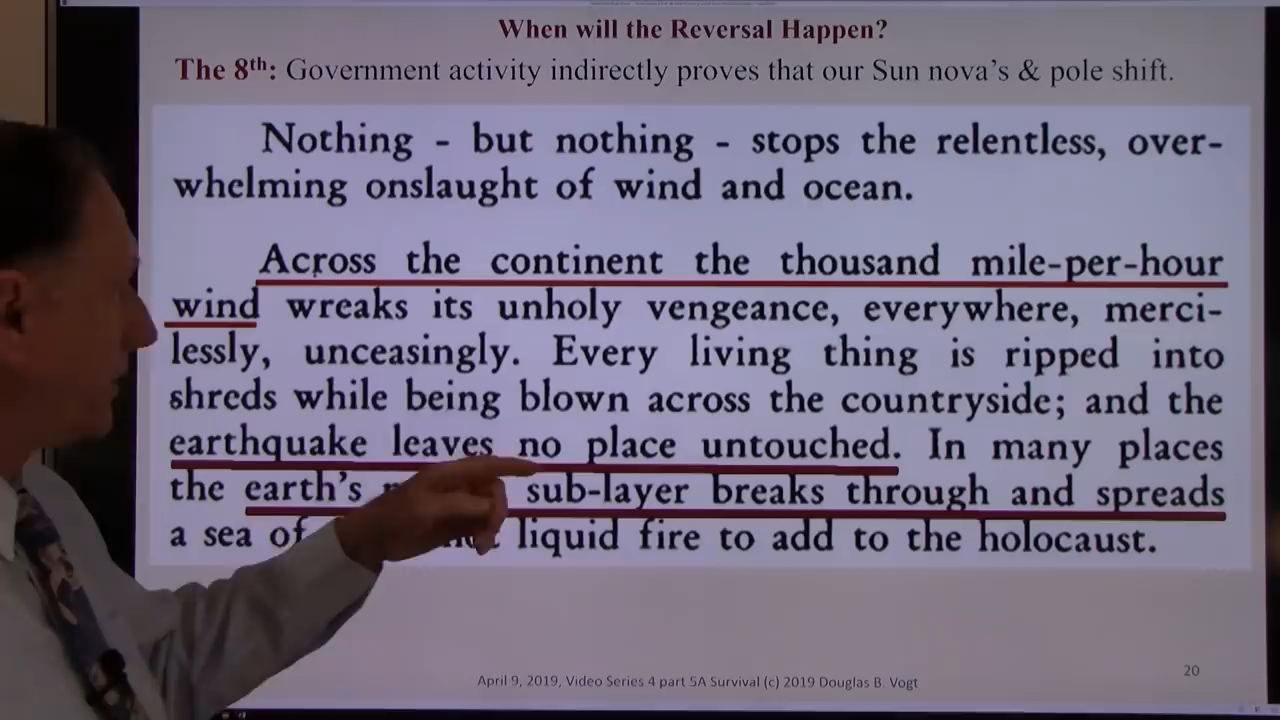 When will the Reversal Happen?
The 8th: Government activity indirectly proves that our Sun nova's & pole shift.
Nothing - but nothing - stops the relentless, over-
whelming onslaught of wind and ocean.
Across the continent the thousand mile-per-hour
wind wreaks its unholy vengeance, everywhere, merci-
lessly, unceasingly. Every living thing is ripped into
shreds while being blown across the countryside; and the
earthquake leaves no place untouched. In many places
the earth's sub-layer breaks through and spreads
a sea of liquid fire to add to the holocaust.
April 9, 2019, Video Series 4 part 5A Survival (c) 2019 Douglas B. Vogt
20